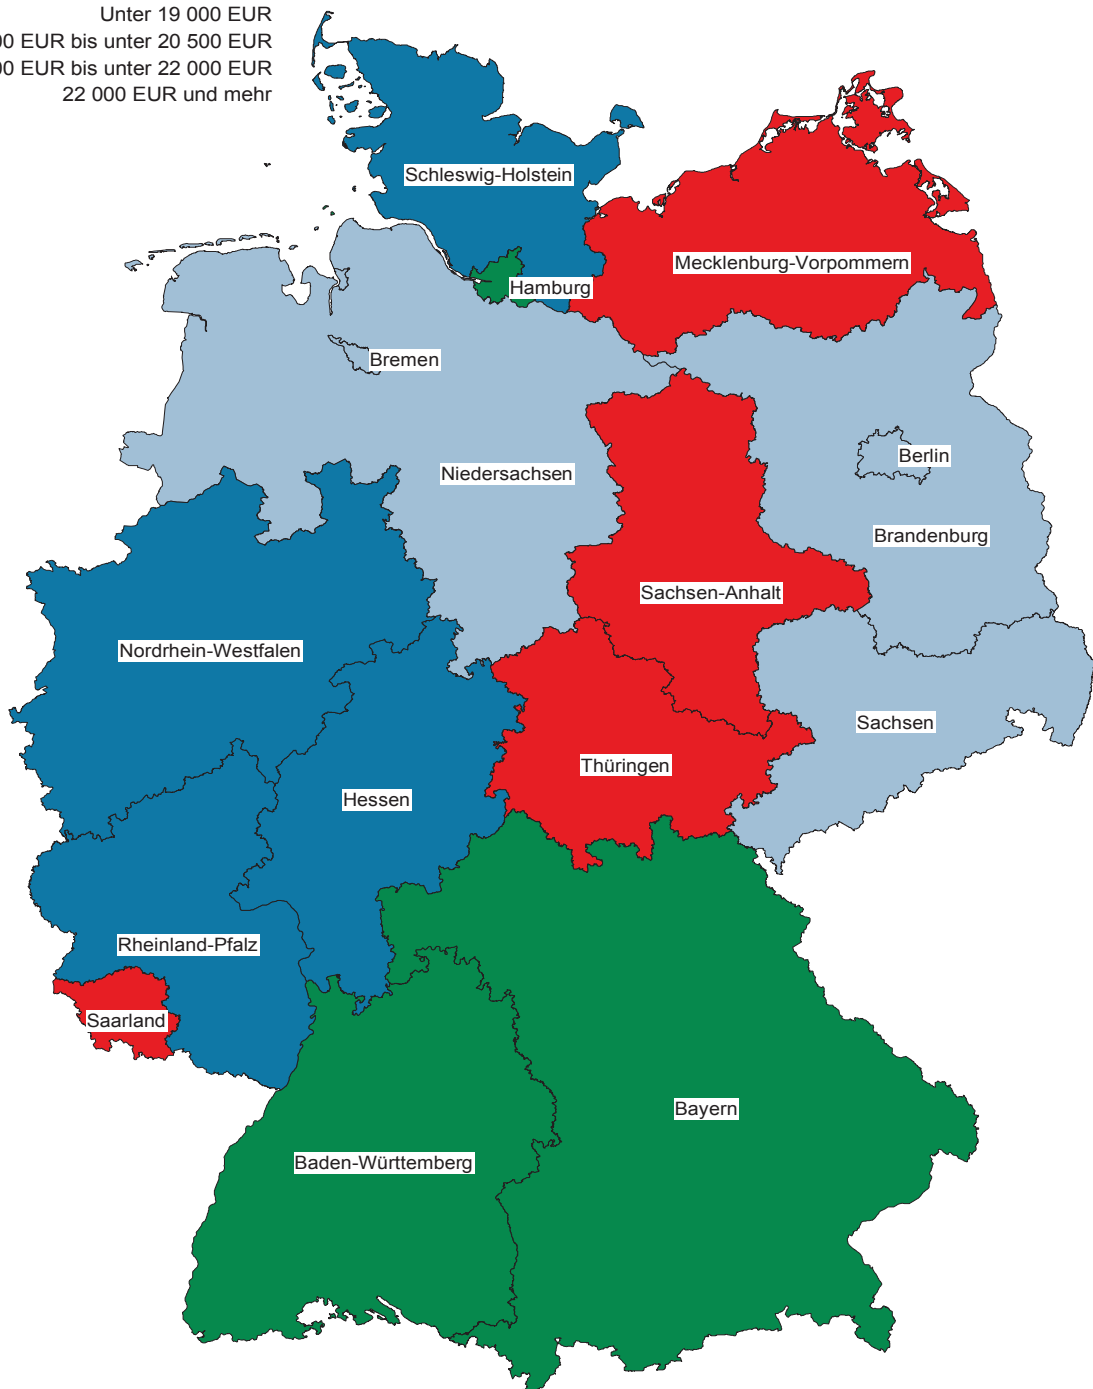 Unter 19 000 EUR
00 EUR bis unter 20 500 EUR
00 EUR bis unter 22 000 EUR
22 000 EUR und mehr
Schleswig-Holstein
Mecklenburg-Vorpommern
Hamburg
Bremen
Berlin
Niedersachsen
Brandenburg
Sachsen-Anhalt
Nordrhein-Westfalen
Sachsen
Thüringen
Hessen
Rheinland-Pfalz
Saarland
Bayern
Baden-Württemberg